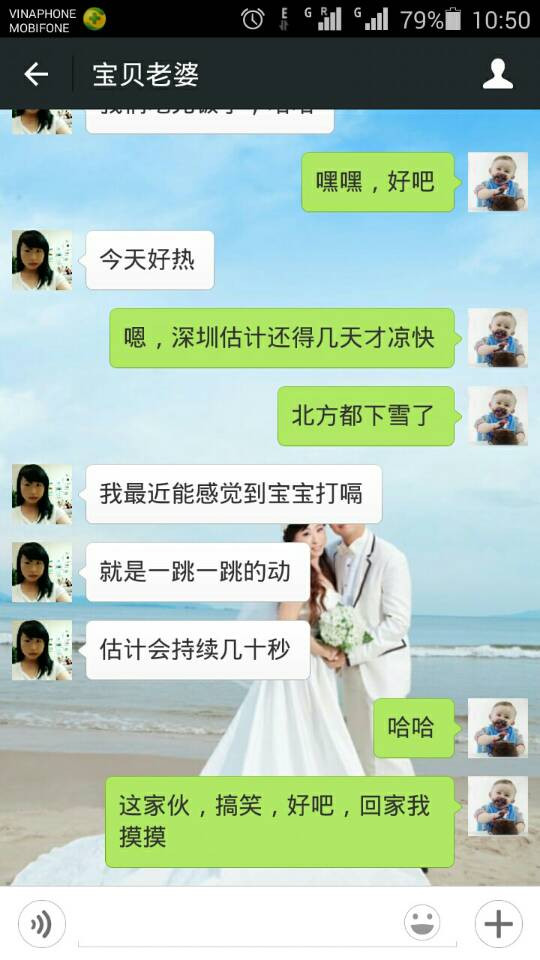 VINAPHONE
MOBIFONE
E
G
R
G
79%
10:50
宝贝老婆
嘿嘿，好吧
今天好热
嗯，深圳估计还得几天才凉快
北方都下雪了
我最近能感觉到宝宝打嗝
就是一跳一跳的动
估计会持续几十秒
哈哈
这家伙，搞笑，好吧，回家我
摸摸